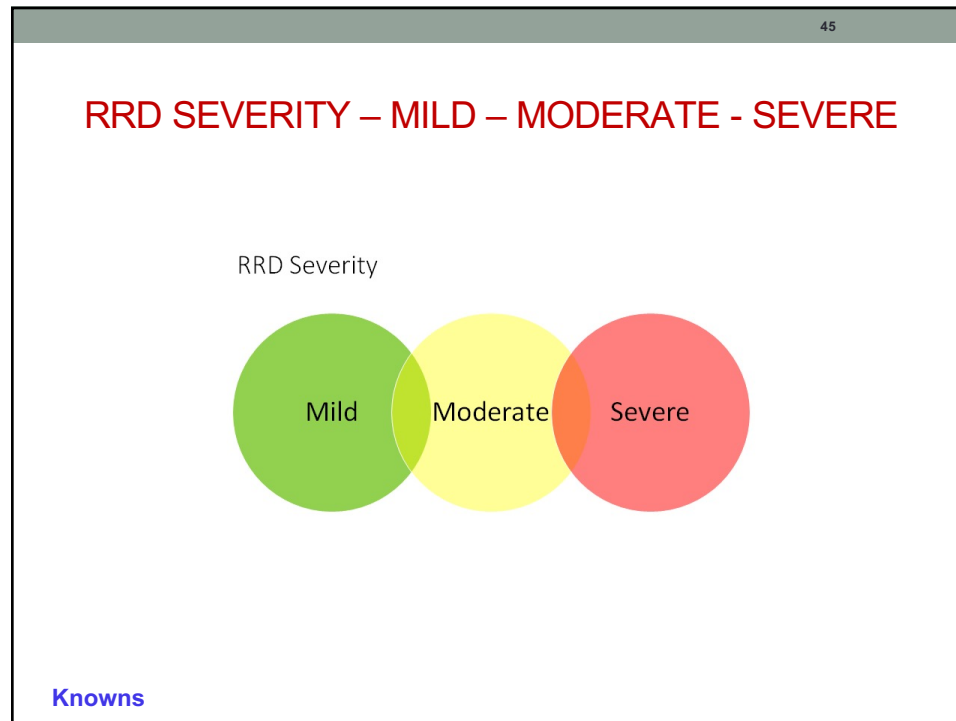 45
RRD SEVERITY – MILD – MODERATE - SEVERE
RRD Severity
Mild Moderate Severe
Knowns